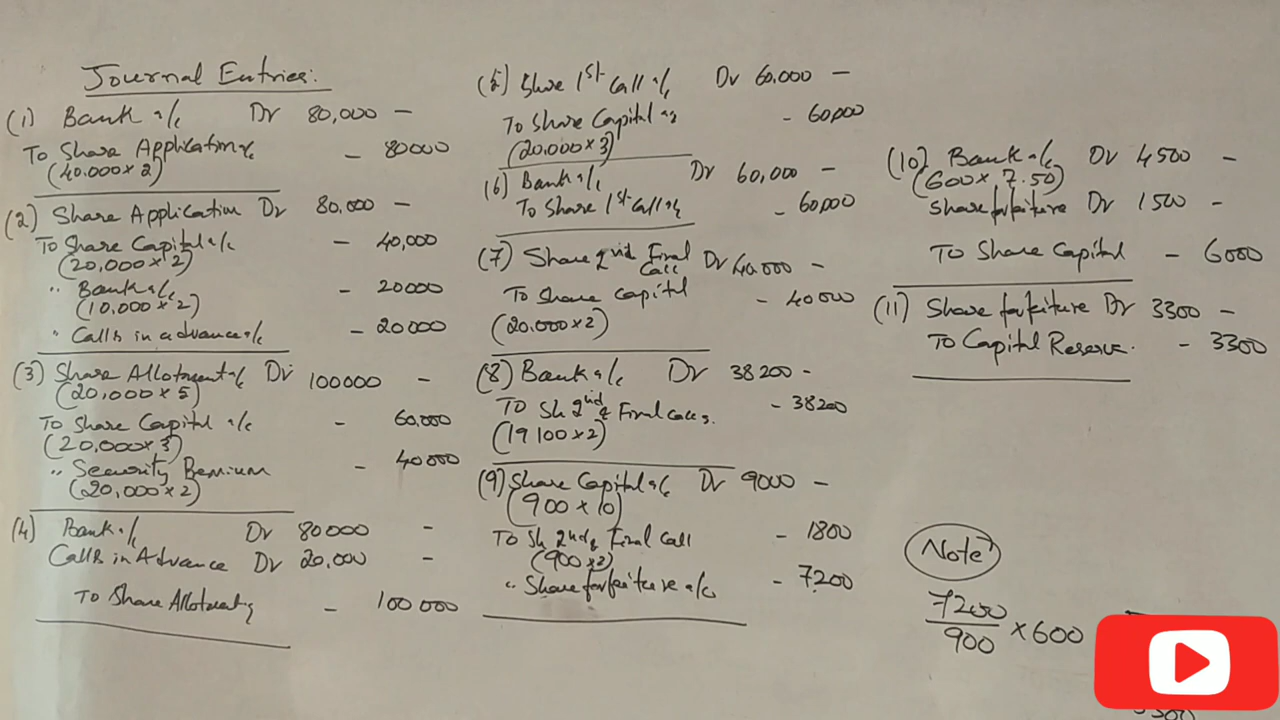 Journal Entries:
(1) Bank a/c Dr 80,000 -
To Share Application a/c - 80000
(40,000 × 2)
(2) Share Application Dr 80,000 -
To Share Capital a/c - 40,000
(20,000 × 2)
" Bank a/c - 20000
(10,000 × 2)
" Calls in advance a/c - 20000
(3) Share Allotment a/c Dr 100000 -
(20,000 × 5)
To Share Capital a/c - 60,000
(20,000 × 3)
" Security Premium - 40000
(20,000 × 2)
(4) Bank a/c Dr 80000 -
Calls in Advance Dr 20,000 -
To Share Allotment a/c - 100000
(5) Share 1st Call a/c Dr 60,000 -
To Share Capital a/c - 60,000
(20,000 × 3)
(6) Bank a/c Dr 60,000 -
To Share 1st Call a/c - 60000
(7) Share 2nd Final Call Dr 40,000 -
To Share Capital - 40000
(20,000 × 2)
(8) Bank a/c Dr 38200 -
To Sh 2nd & Final Calls. - 38200
(19100 × 2)
(9) Share Capital a/c Dr 9000 -
(900 × 10)
To Sh 2nd & Final Call - 1800
(900 × 2)
" Share forfeiture a/c - 7200
(10) Bank a/c Dr 4500 -
(600 × 7.50)
Share forfeiture Dr 1500 -
To Share Capital - 6000
(11) Share forfeiture Dr 3300 -
To Capital Reserve. - 3300
Note
7200
900 × 600